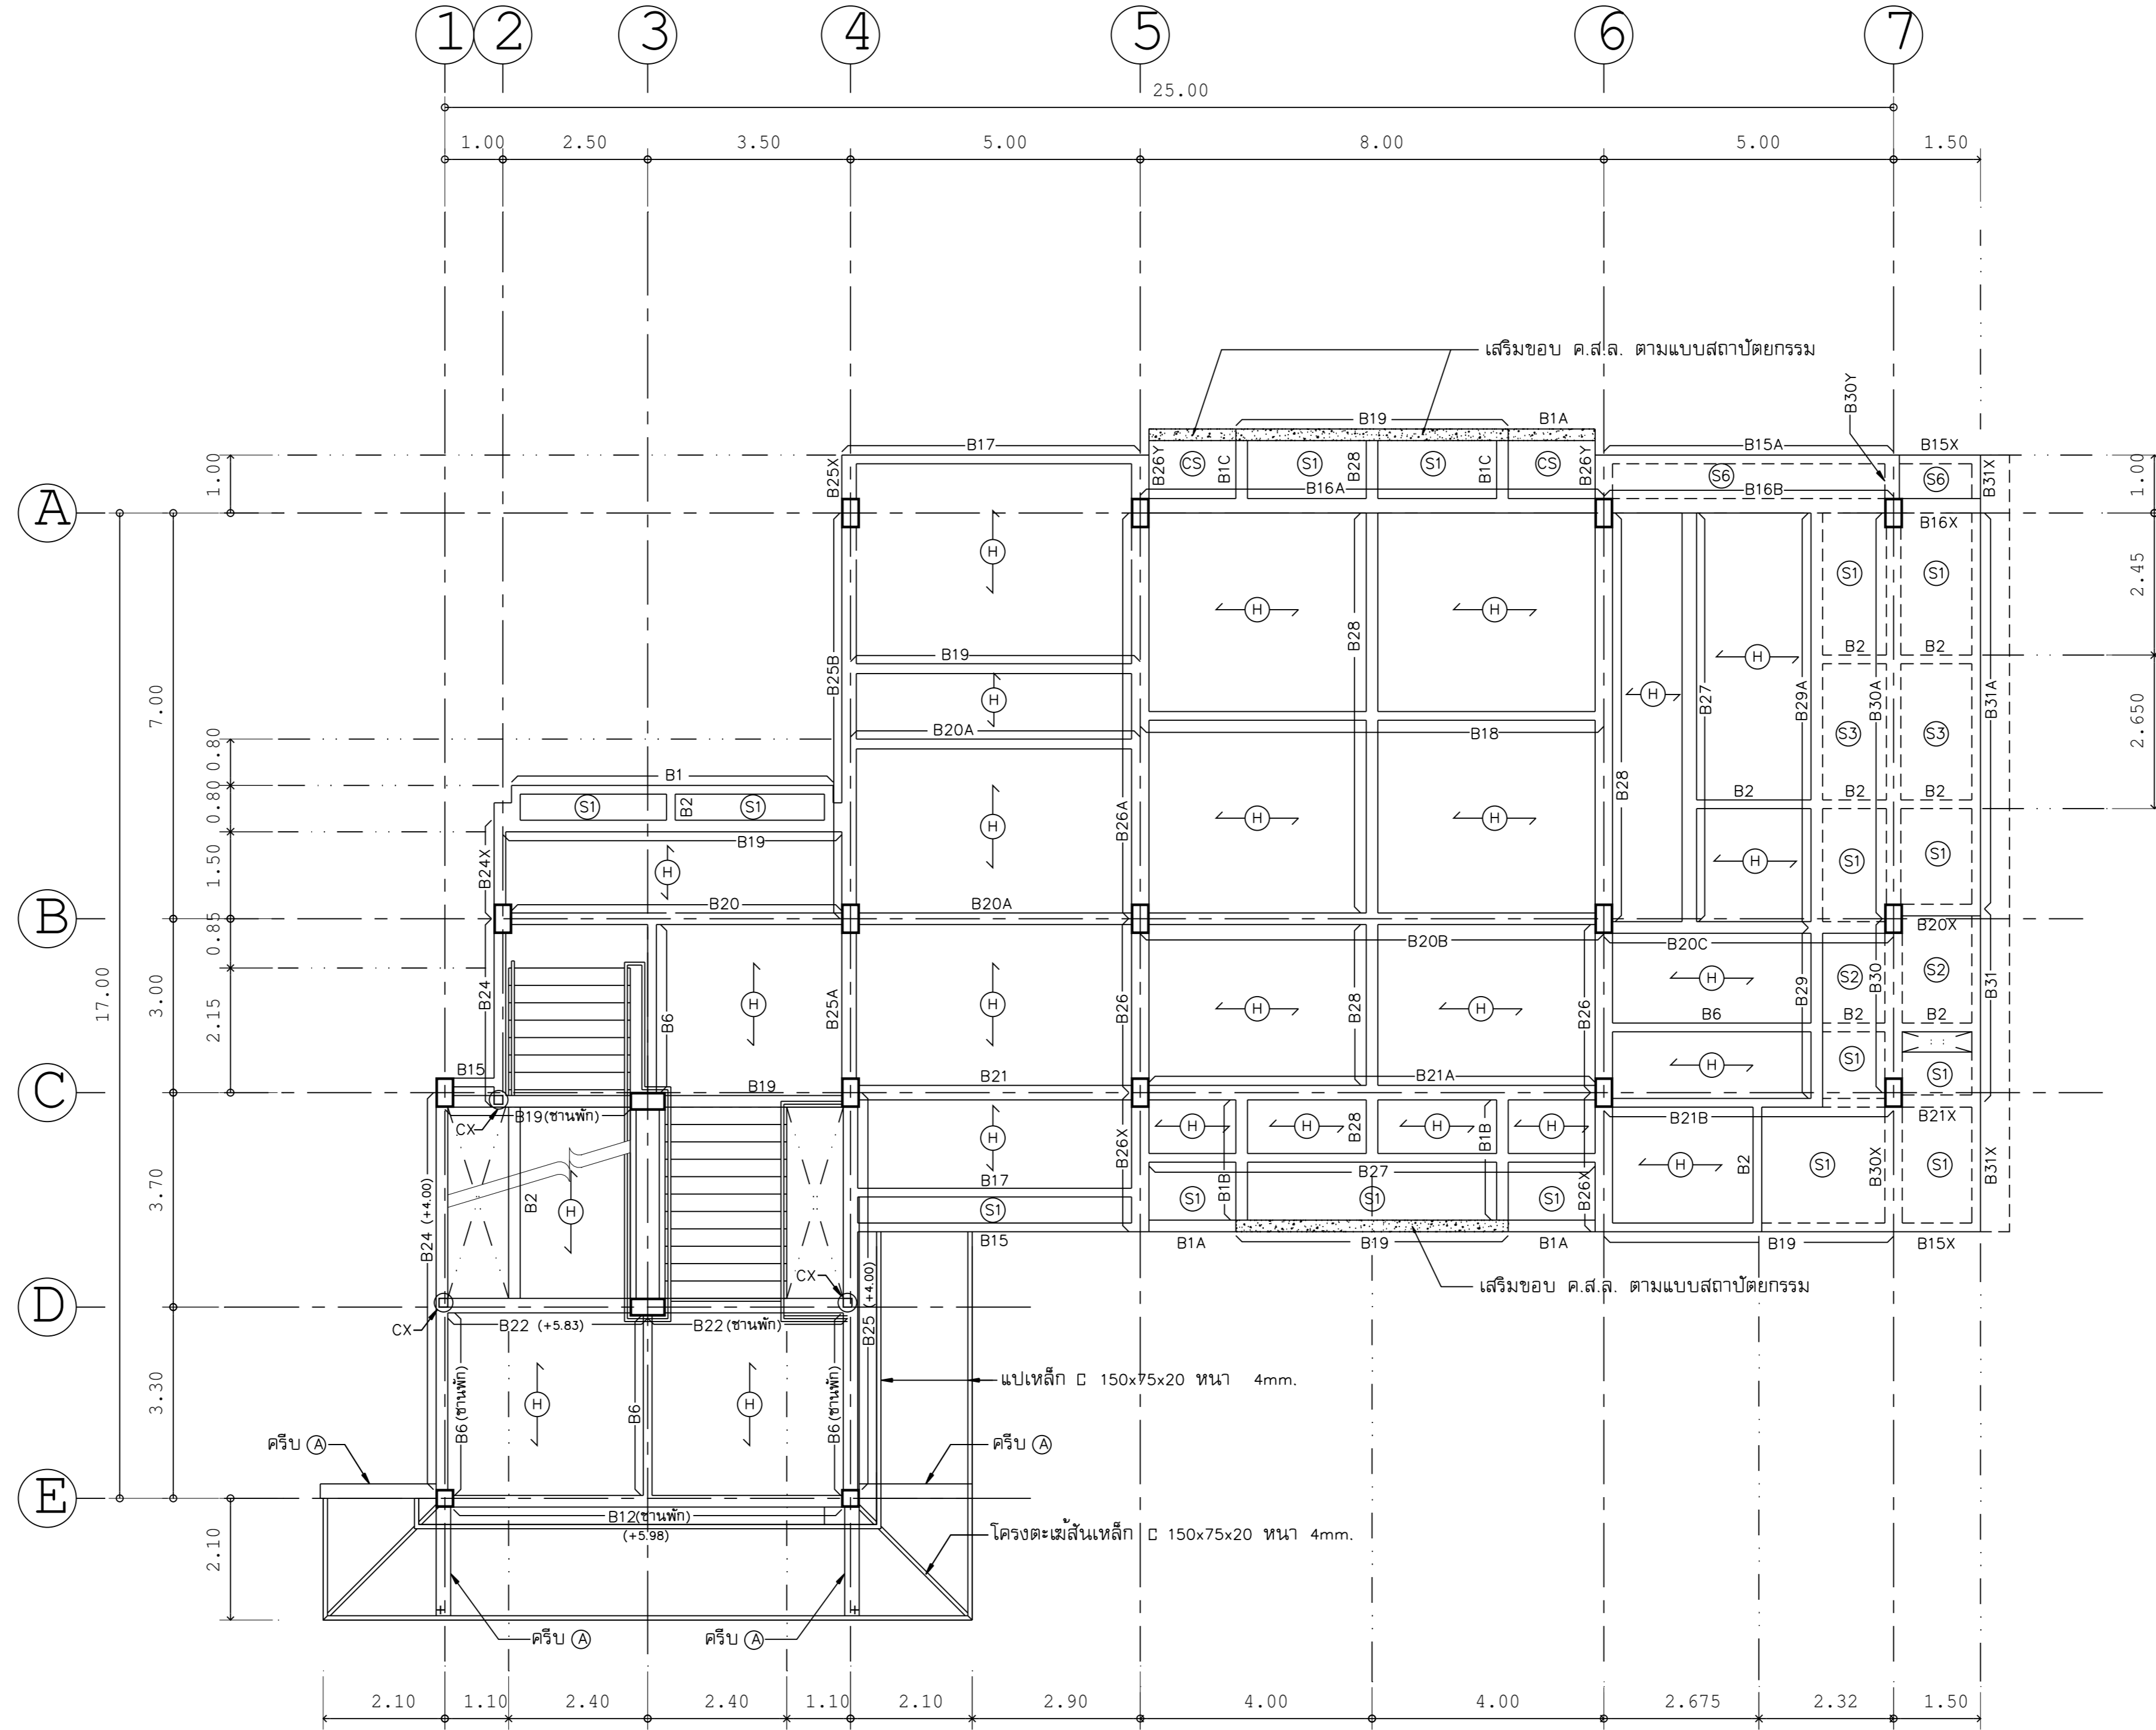 1 2 3 4 5 6 7
25.00
1.00 2.50 3.50 5.00 8.00 5.00 1.50
เสริมขอบ ค.ส.ล. ตามแบบสถาปัตยกรรม
B30Y
B19 B1A
B17 B15A B15X
1.00 B25X B26Y CS B1C S1 B28 S1 B1C CS B26Y S6 S6 B31X 1.00
B16A B16B
A B16X
H
S1 S1 2.45
H H
B28
B19 B2 B2
H
B25B H B27 B29A B30A B31A
H
7.00 2.650
B20A B18 S3 S3
0.80
B1 B28
B2 B2 B2
0.80 S1 B2 S1
B26A H H H
B19
1.50 B24X H H S1 S1
B20 B20A
B
B20X
0.85 B20B B20C
17.00 3.00 2.15
B24 H B25A H B26 H B28 H B26 H B29 S2 B30 S2 B31
B6 B6 B2 B2
H S1 S1
B15 B19 B21 B21A
C
B19(ชานพัก) B21B B21X
CX H H H B28 H B1B H
B26X
3.70 B24 (+4.00) B2 H B17 B1B B27 B26X H B2 S1 B30X S1 B31X
S1 S1 S1 S1
B15 B1A B19 B1A B19 B15X
CX B25 (+4.00) เสริมขอบ ค.ส.ล. ตามแบบสถาปัตยกรรม
D
CX B22 (+5.83) B22(ชานพัก)
3.30 แปเหล็ก 150x75x20 หนา 4mm.
B6(ชานพัก) H B6 H B6(ชานพัก)
ครีบ A ครีบ A
E
B12(ชานพัก)
(+5.98) โครงตะเฆ้สันเหล็ก 150x75x20 หนา 4mm.
2.10
ครีบ A ครีบ A
2.10 1.10 2.40 2.40 1.10 2.10 2.90 4.00 4.00 2.675 2.32 1.50